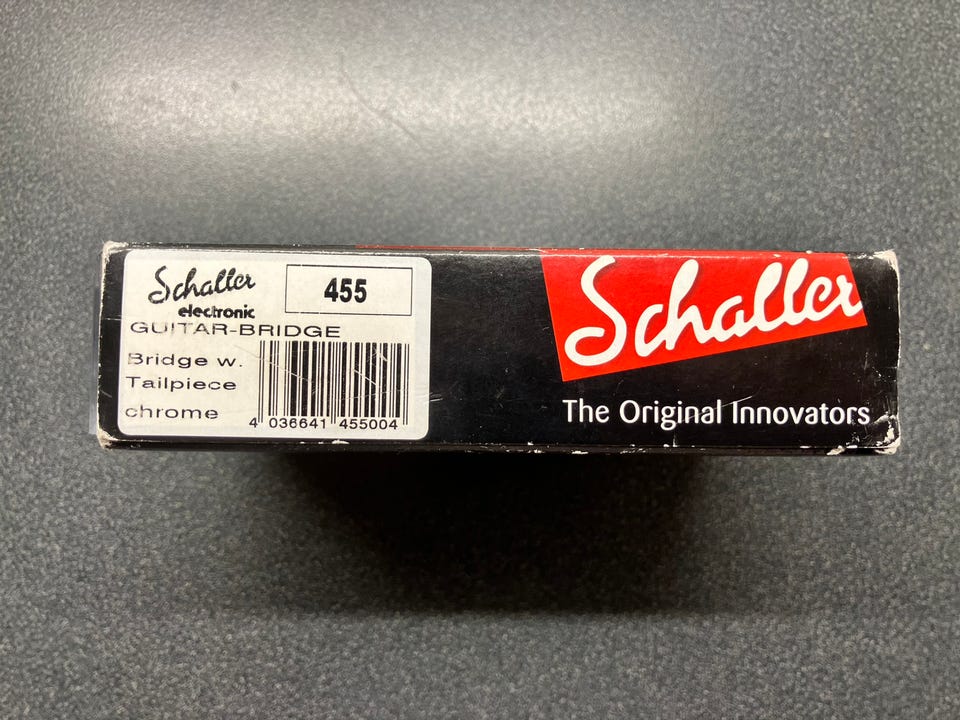 Schaller
electronic
455
GUITAR-BRIDGE
Bridge w.
Tailpiece
chrome
4 036641 455004
Schaller
The Original Innovators